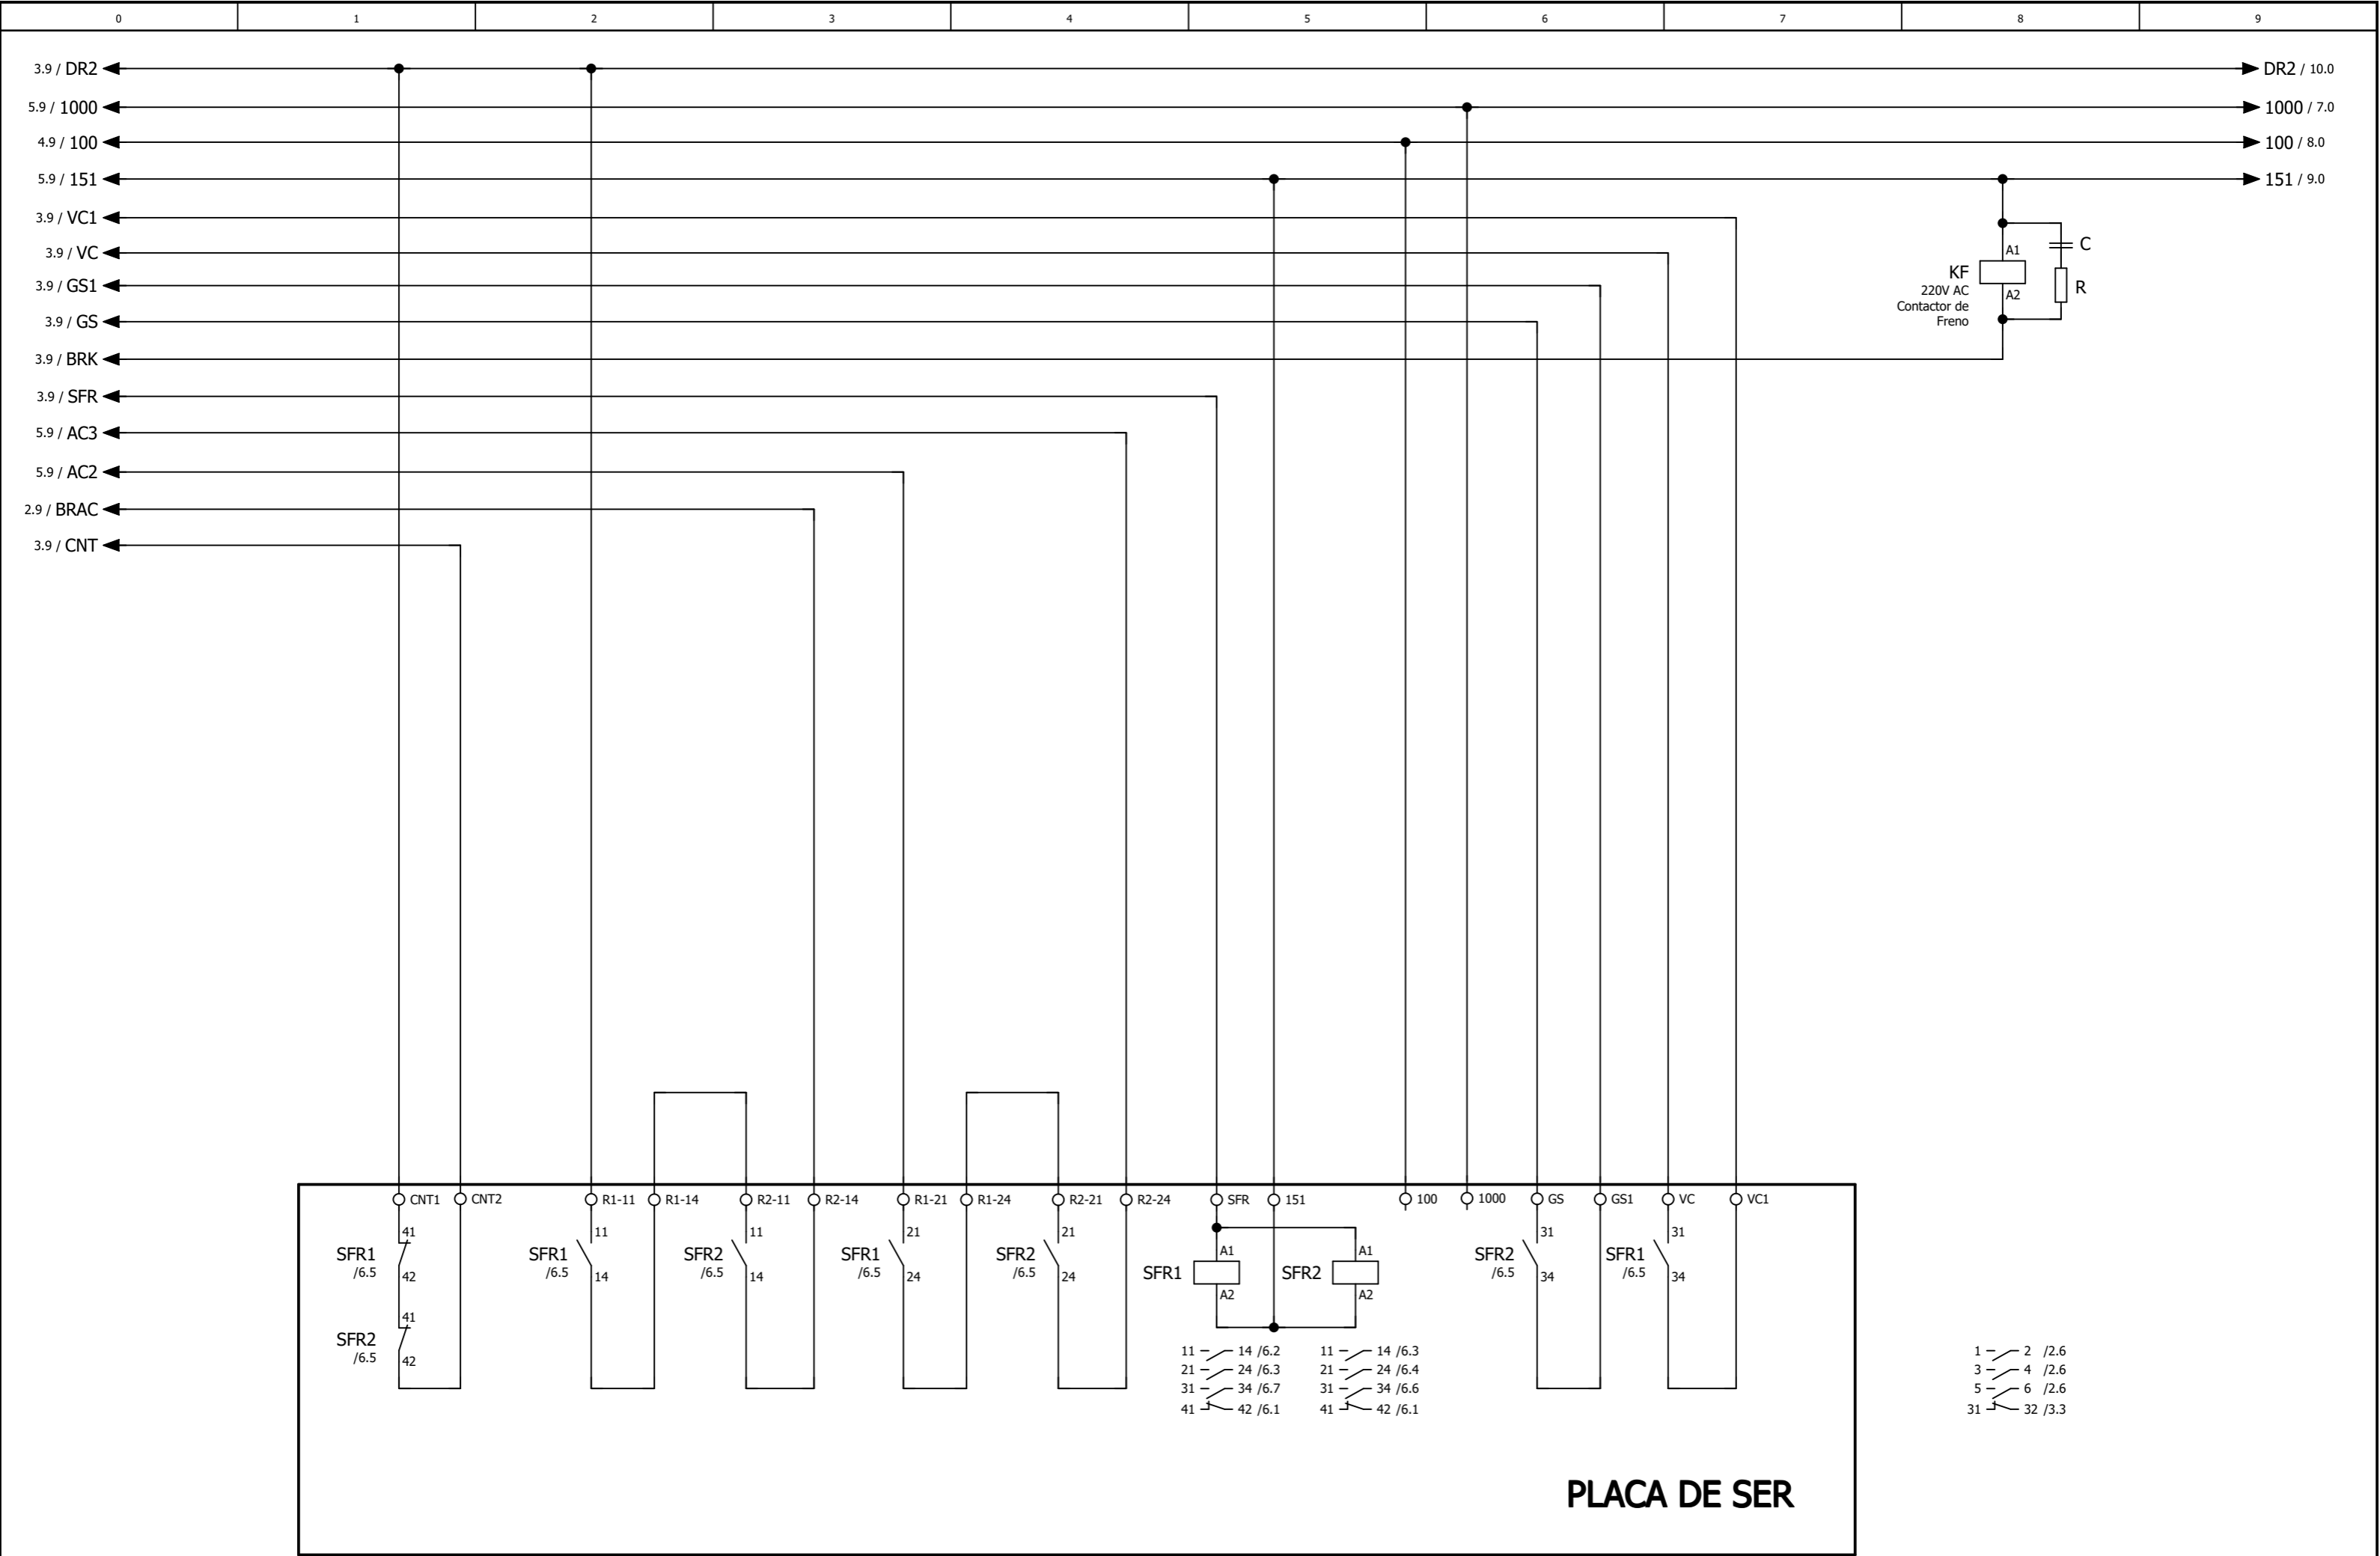 0 1 2 3 4 5 6 7 8 9
3.9 / DR2 DR2 / 10.0
5.9 / 1000 1000 / 7.0
4.9 / 100 100 / 8.0
5.9 / 151 151 / 9.0
3.9 / VC1
3.9 / VC
3.9 / GS1
3.9 / GS
3.9 / BRK
3.9 / SFR
5.9 / AC3
5.9 / AC2
2.9 / BRAC
3.9 / CNT
A1 C
KF
220V AC A2 R
Contactor de
Freno
CNT1 CNT2 R1-11 R1-14 R2-11 R2-14 R1-21 R1-24 R2-21 R2-24 SFR 151 100 1000 GS GS1 VC VC1
41 11 11 21 21 31 31
SFR1 SFR1 SFR2 SFR1 SFR2 A1 A1 SFR2 SFR1
/6.5 42 /6.5 14 /6.5 14 /6.5 24 /6.5 24 SFR1 SFR2 /6.5 34 /6.5 34
A2 A2
41
SFR2
/6.5 42
11 14 /6.2 11 14 /6.3 1 2 /2.6
21 24 /6.3 21 24 /6.4 3 4 /2.6
31 34 /6.7 31 34 /6.6 5 6 /2.6
41 42 /6.1 41 42 /6.1 31 32 /3.3
PLACA DE SER